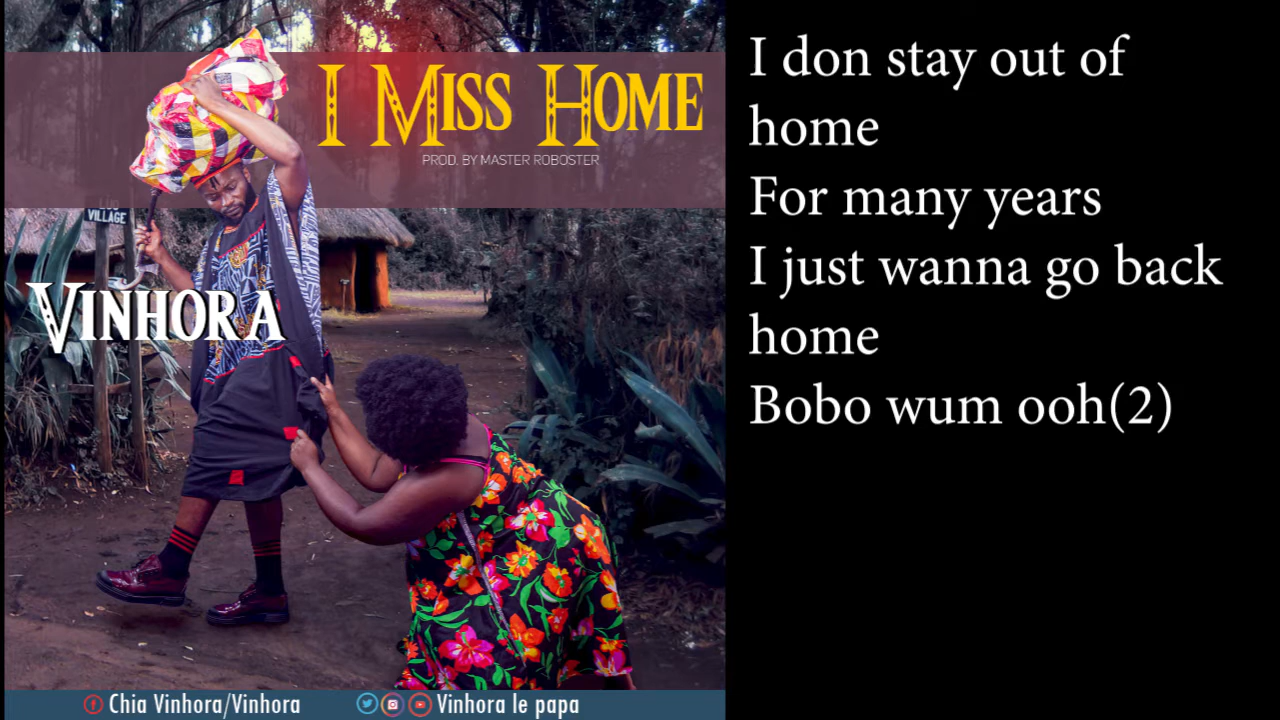 I Miss Home
PROD. BY MASTER ROBOSTER
VILLAGE
VINHORA
Chia Vinhora/Vinhora
Vinhora le papa
I don stay out of
home
For many years
I just wanna go back
home
Bobo wum ooh(2)